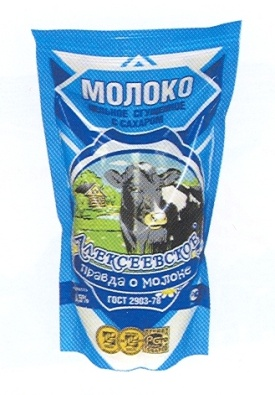 МОЛОКО
ЦЕЛЬНОЕ СГУЩЕННОЕ
С САХАРОМ
АЛЕКСЕЕВСКОЕ
правда о молоке
ГОСТ 2903-78